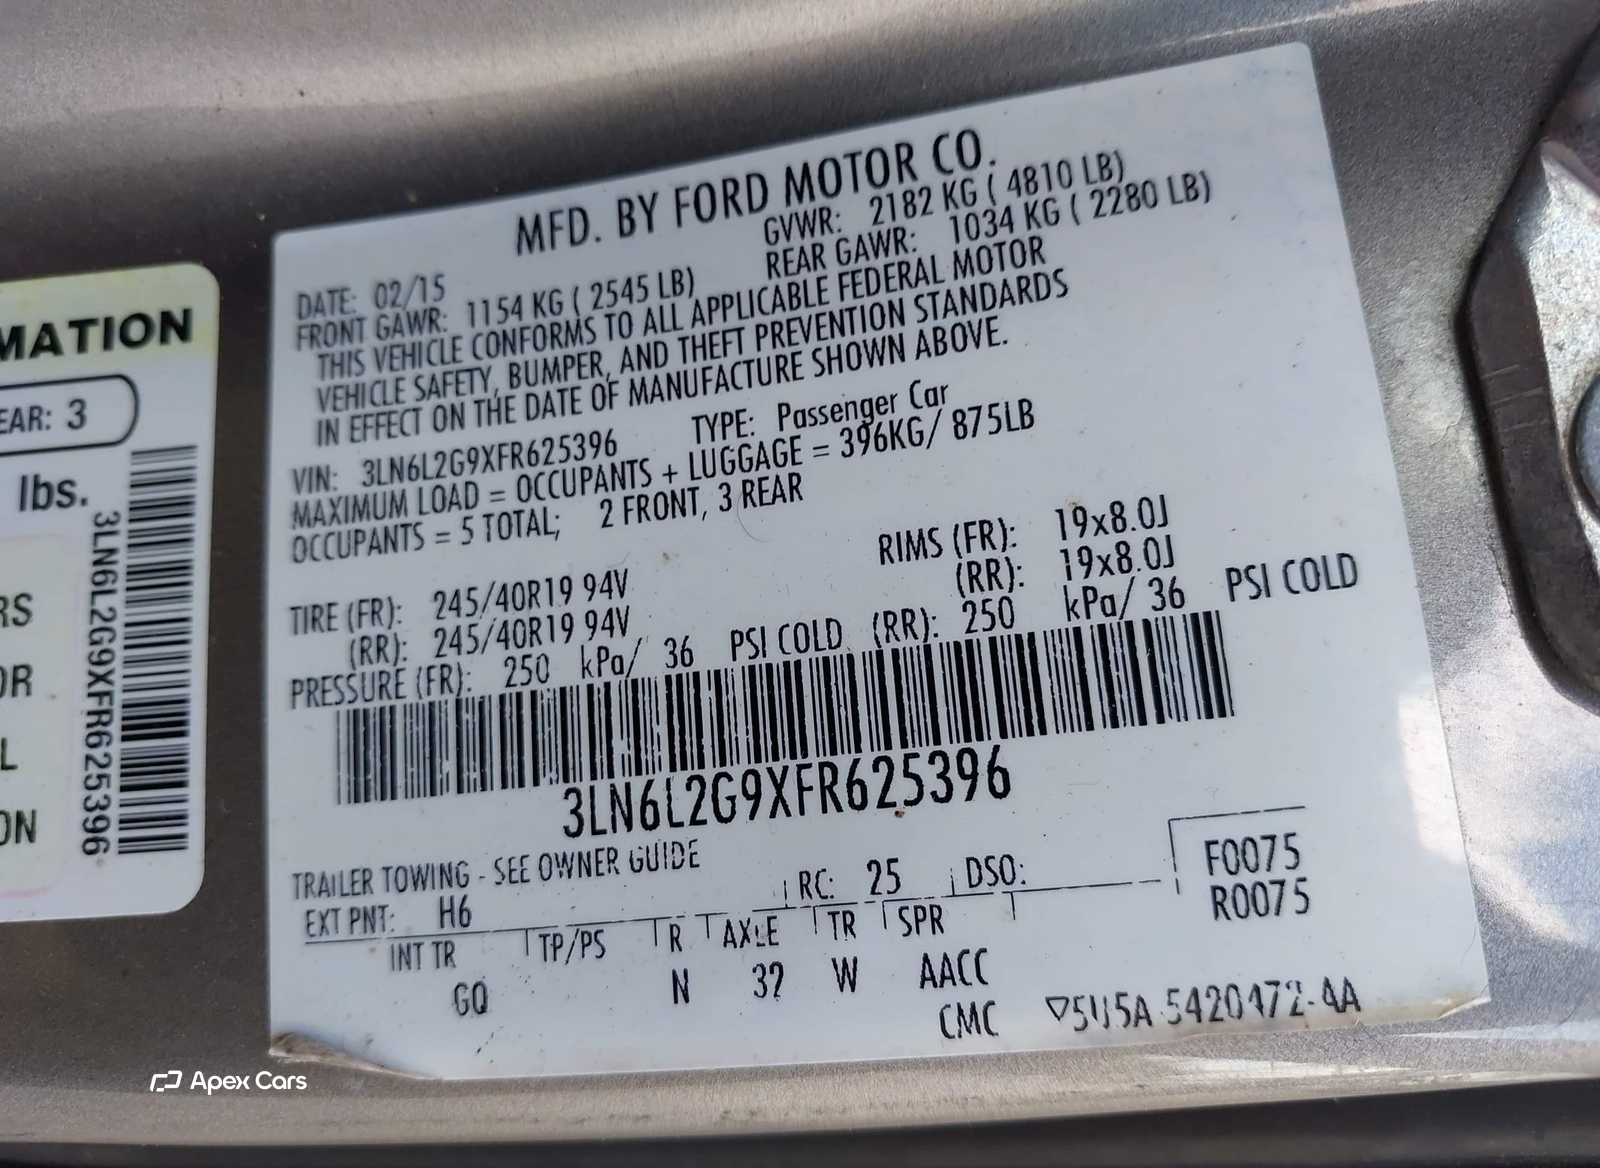 MATION
EAR: 3
lbs.
3LN6L2G9XFR625396
RS
OR
L
ON
MFD. BY FORD MOTOR CO.
DATE: 02/15 GVWR: 2182 KG ( 4810 LB)
FRONT GAWR: 1154 KG ( 2545 LB) REAR GAWR: 1034 KG ( 2280 LB)
THIS VEHICLE CONFORMS TO ALL APPLICABLE FEDERAL MOTOR
VEHICLE SAFETY, BUMPER, AND THEFT PREVENTION STANDARDS
IN EFFECT ON THE DATE OF MANUFACTURE SHOWN ABOVE.
VIN: 3LN6L2G9XFR625396 TYPE: Passenger Car
MAXIMUM LOAD = OCCUPANTS + LUGGAGE = 396KG/ 875LB
OCCUPANTS = 5 TOTAL; 2 FRONT, 3 REAR
TIRE (FR): 245/40R19 94V RIMS (FR): 19x8.0J
(RR): 245/40R19 94V (RR): 19x8.0J
PRESSURE (FR): 250 kPa/ 36 PSI COLD (RR): 250 kPa/ 36 PSI COLD
3LN6L2G9XFR625396
TRAILER TOWING - SEE OWNER GUIDE
EXT PNT: H6 RC: 25 DSO: F0075
R0075
INT TR TP/PS R AXLE TR SPR
GQ N 32 W AACC
CMC
Apex Cars